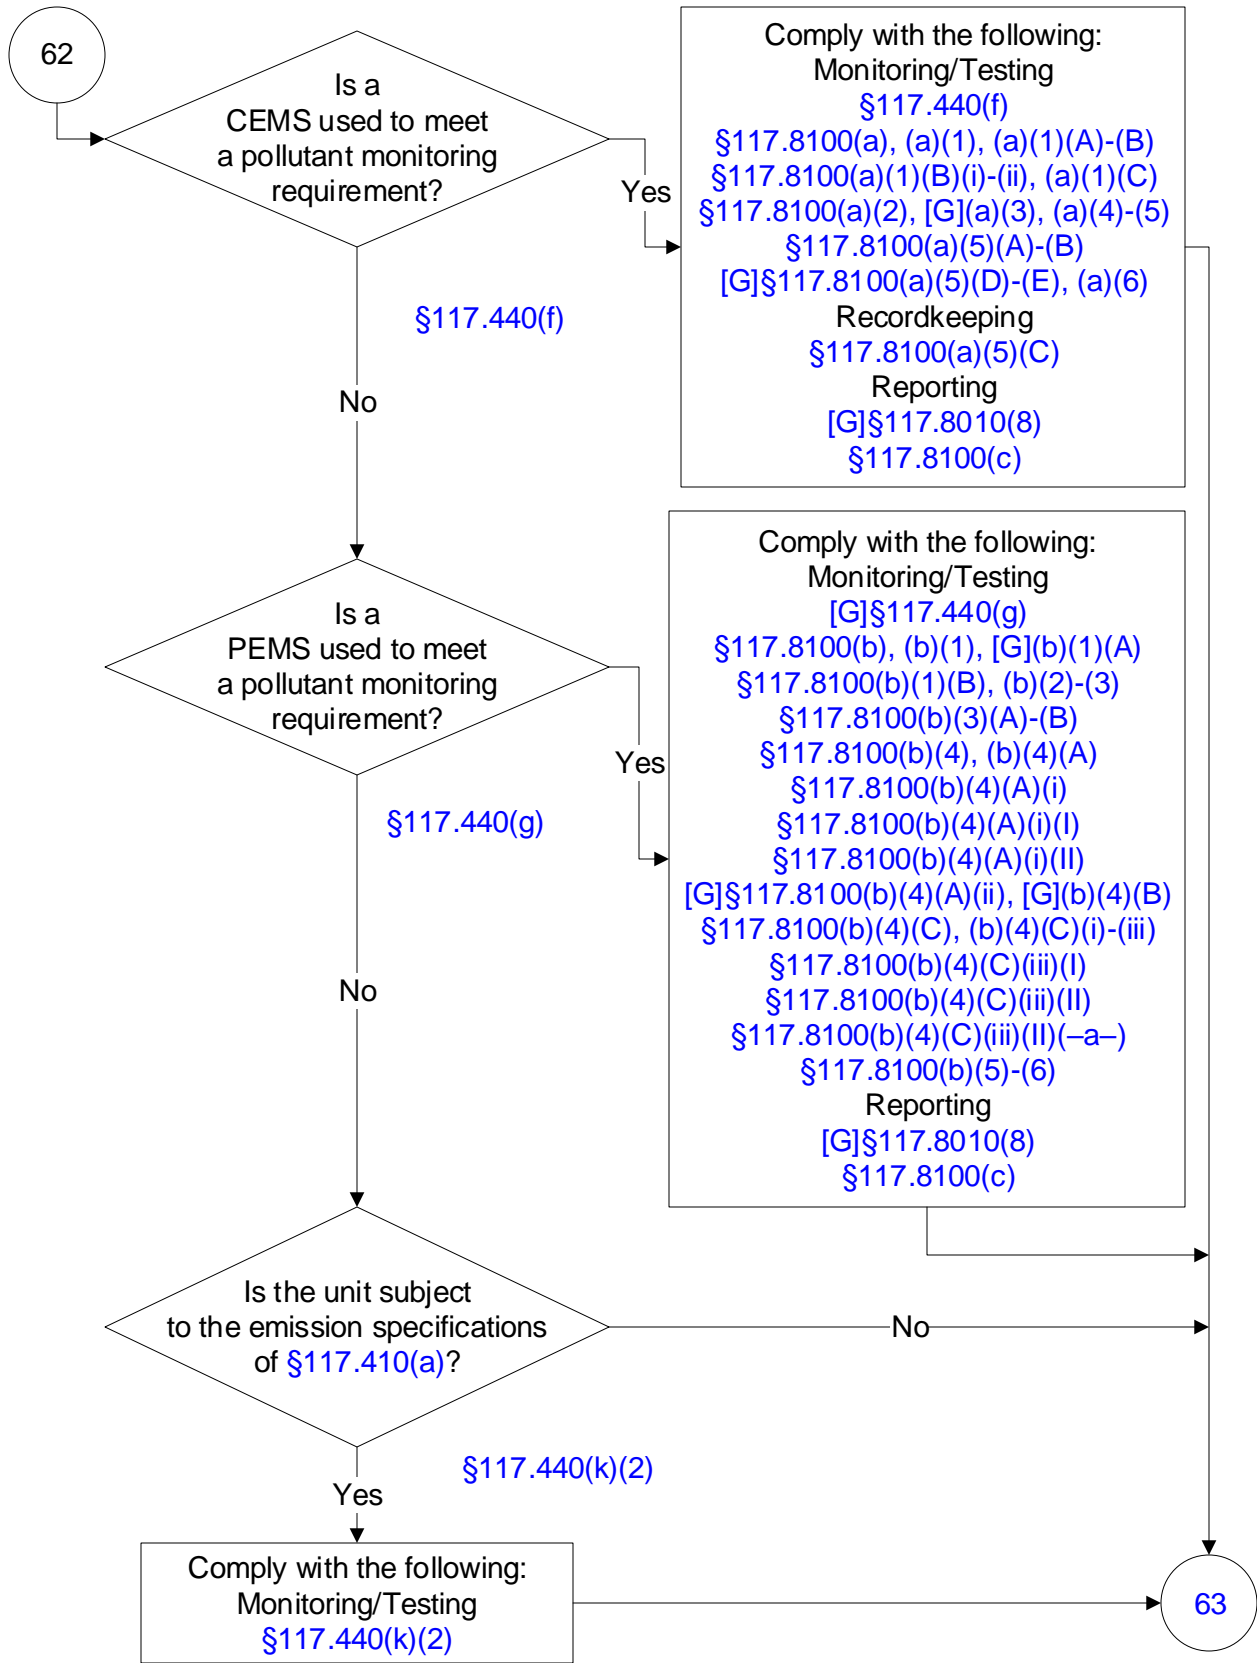 62
Is a
CEMS used to meet
a pollutant monitoring
requirement?
Yes
Comply with the following:
Monitoring/Testing
§117.440(f)
§117.8100(a), (a)(1), (a)(1)(A)-(B)
§117.8100(a)(1)(B)(i)-(ii), (a)(1)(C)
§117.8100(a)(2), [G](a)(3), (a)(4)-(5)
§117.8100(a)(5)(A)-(B)
[G]§117.8100(a)(5)(D)-(E), (a)(6)
Recordkeeping
§117.8100(a)(5)(C)
Reporting
[G]§117.8010(8)
§117.8100(c)
§117.440(f)
No
Is a
PEMS used to meet
a pollutant monitoring
requirement?
Yes
Comply with the following:
Monitoring/Testing
[G]§117.440(g)
§117.8100(b), (b)(1), [G](b)(1)(A)
§117.8100(b)(1)(B), (b)(2)-(3)
§117.8100(b)(3)(A)-(B)
§117.8100(b)(4), (b)(4)(A)
§117.8100(b)(4)(A)(i)
§117.8100(b)(4)(A)(i)(I)
§117.8100(b)(4)(A)(i)(II)
[G]§117.8100(b)(4)(A)(ii), [G](b)(4)(B)
§117.8100(b)(4)(C), (b)(4)(C)(i)-(iii)
§117.8100(b)(4)(C)(iii)(I)
§117.8100(b)(4)(C)(iii)(II)
§117.8100(b)(4)(C)(iii)(II)(–a–)
§117.8100(b)(5)-(6)
Reporting
[G]§117.8010(8)
§117.8100(c)
§117.440(g)
No
Is the unit subject
to the emission specifications
of §117.410(a)?
No
§117.440(k)(2)
Yes
Comply with the following:
Monitoring/Testing
§117.440(k)(2)
63